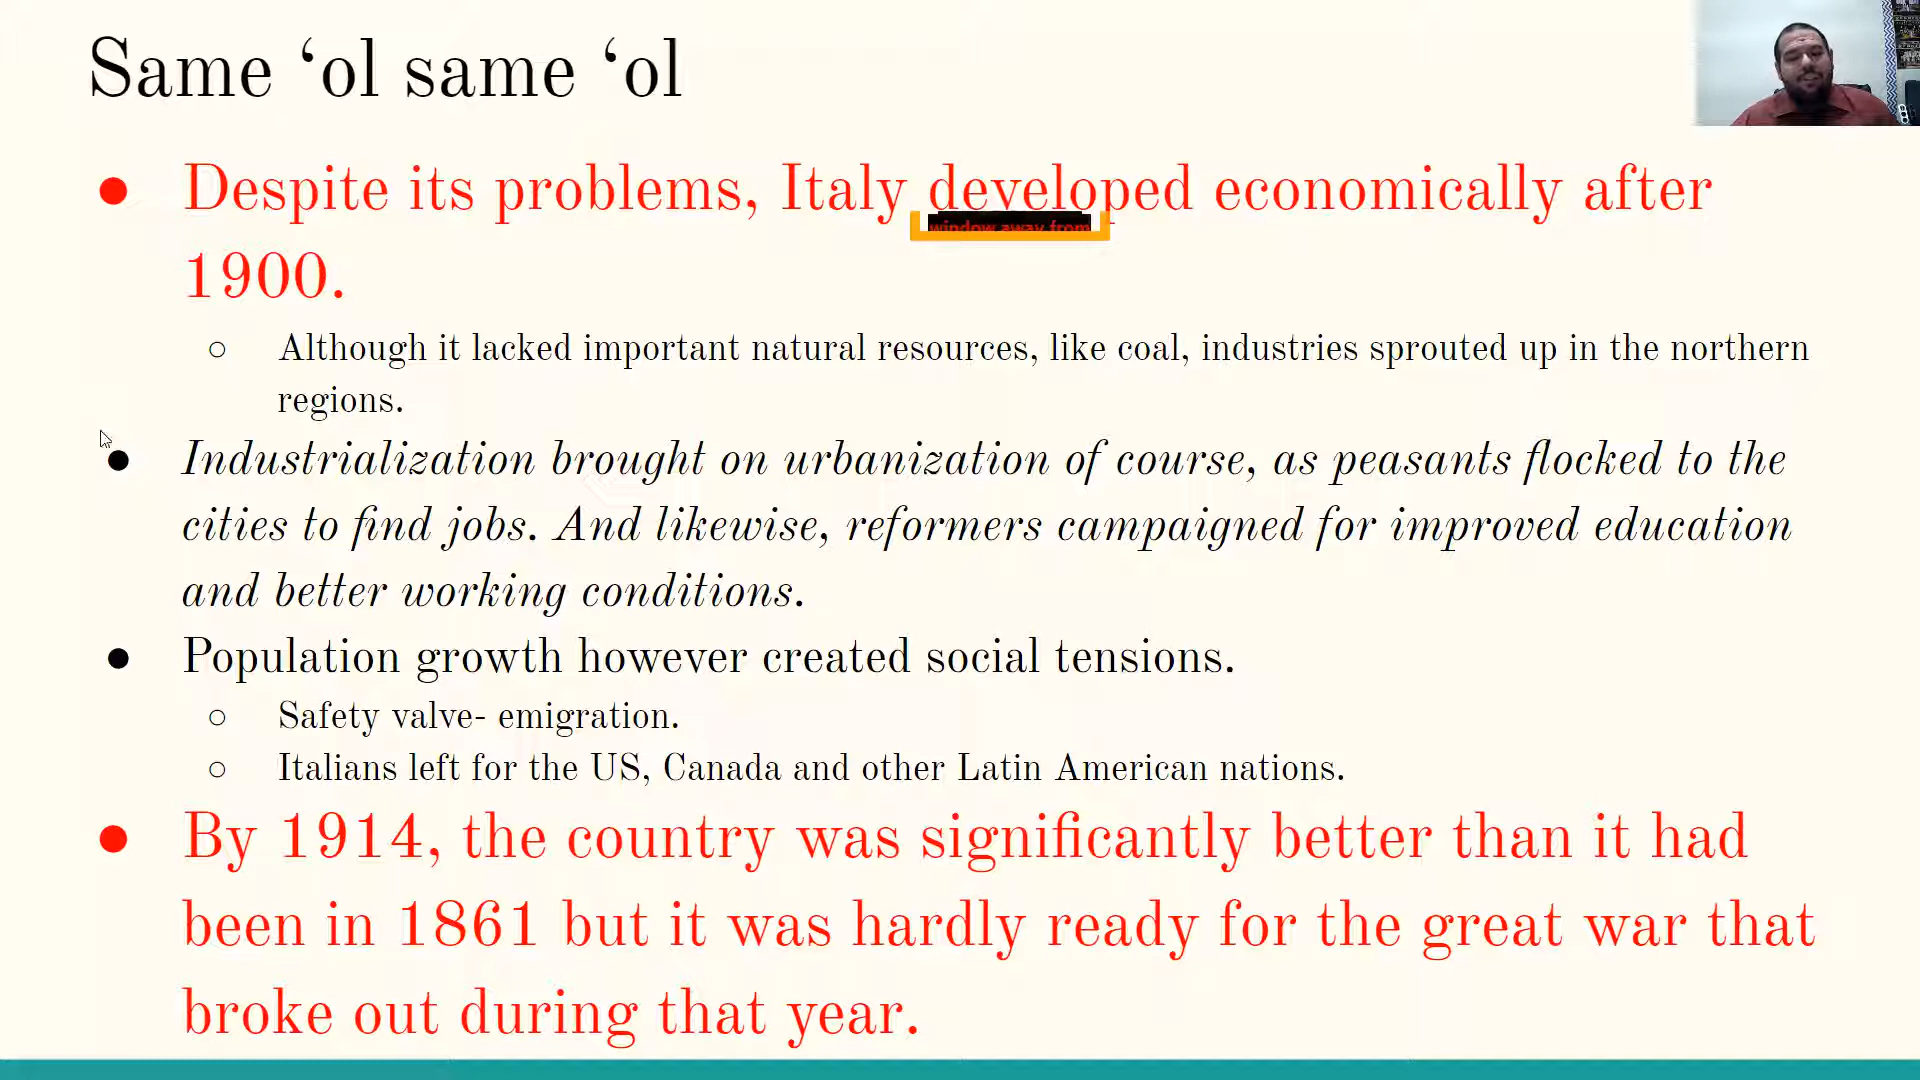 Same ‘ol same ‘ol
● Despite its problems, Italy developed economically after
window away from
1900.
○ Although it lacked important natural resources, like coal, industries sprouted up in the northern
regions.
● Industrialization brought on urbanization of course, as peasants flocked to the
cities to find jobs. And likewise, reformers campaigned for improved education
and better working conditions.
● Population growth however created social tensions.
○ Safety valve- emigration.
○ Italians left for the US, Canada and other Latin American nations.
● By 1914, the country was significantly better than it had
been in 1861 but it was hardly ready for the great war that
broke out during that year.